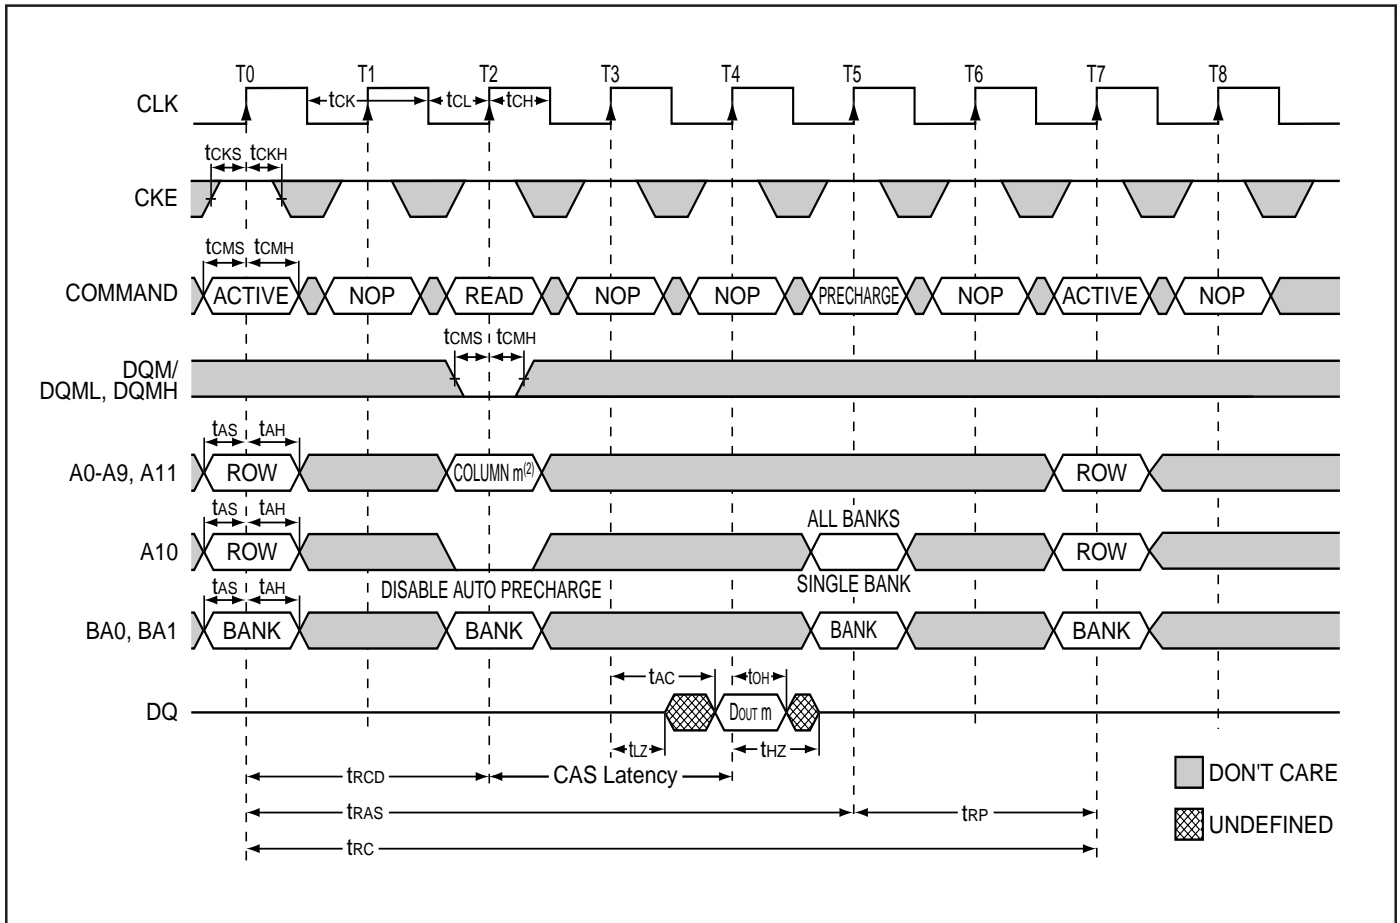 T0 T1 T2 T3 T4 T5 T6 T7 T8
CLK tCK tCL tCH
tCKS tCKH
CKE
tCMS tCMH
COMMAND ACTIVE NOP READ NOP NOP PRECHARGE NOP ACTIVE NOP
tCMS tCMH
DQM/
DQML, DQMH
tAS tAH
A0-A9, A11 ROW COLUMN m(2) ROW
tAS tAH ALL BANKS
A10 ROW ROW
tAS tAH DISABLE AUTO PRECHARGE SINGLE BANK
BA0, BA1 BANK BANK BANK BANK
tAC tOH
DQ DOUT m
tLZ tHZ
tRCD CAS Latency DON'T CARE
tRAS tRP
UNDEFINED
tRC